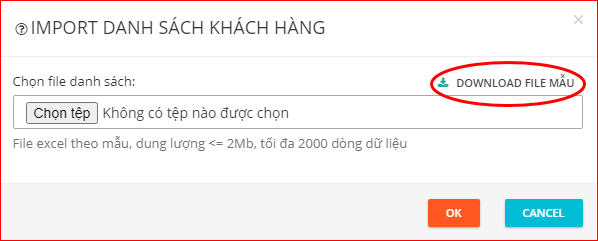 IMPORT DANH SÁCH KHÁCH HÀNG
Chọn file danh sách:
DOWNLOAD FILE MẪU
Chọn tệp Không có tệp nào được chọn
File excel theo mẫu, dung lượng <= 2Mb, tối đa 2000 dòng dữ liệu
OK
CANCEL